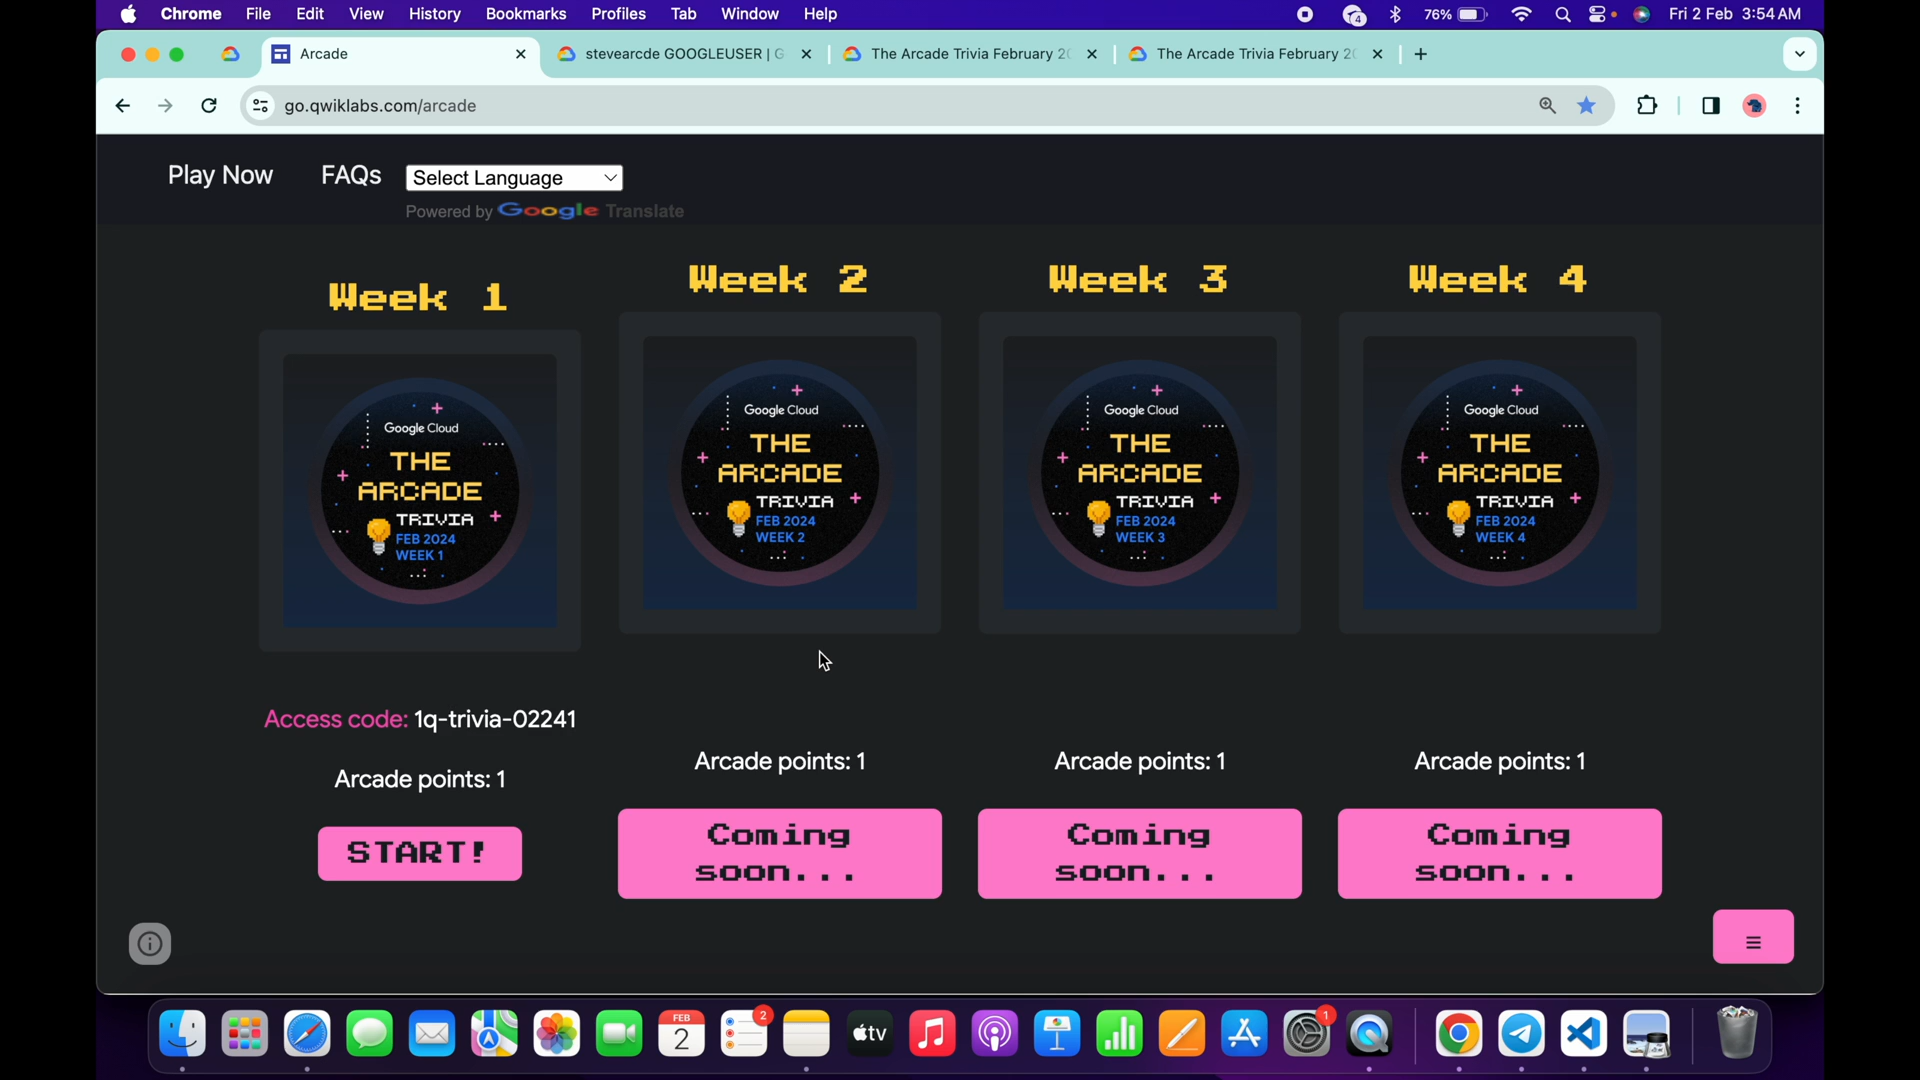 Chrome File Edit View History Bookmarks Profiles Tab Window Help
4
76%
Fri 2 Feb 3:54 AM
Arcade
stevearcde GOOGLEUSER | G
The Arcade Trivia February 20
The Arcade Trivia February 20
go.qwiklabs.com/arcade
Play Now
FAQs
Select Language
Powered by Google Translate
Week 1
Week 2
Week 3
Week 4
Google Cloud
THE
ARCADE
TRIVIA
FEB 2024
WEEK 1
Google Cloud
THE
ARCADE
TRIVIA
FEB 2024
WEEK 2
Google Cloud
THE
ARCADE
TRIVIA
FEB 2024
WEEK 3
Google Cloud
THE
ARCADE
TRIVIA
FEB 2024
WEEK 4
Access code: 1q-trivia-02241
Arcade points: 1
Arcade points: 1
Arcade points: 1
Arcade points: 1
START!
Coming
soon...
Coming
soon...
Coming
soon...
FEB
2
2
tv
1